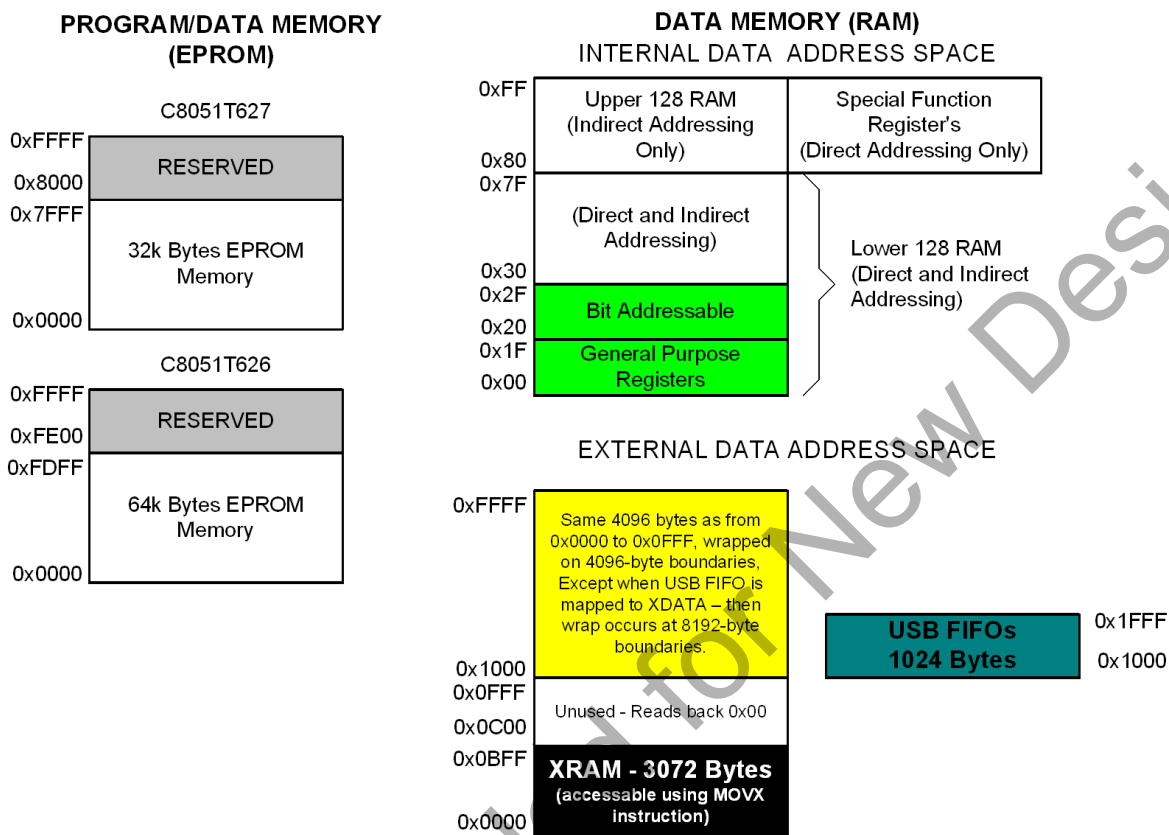 PROGRAM/DATA MEMORY
(EPROM)
C8051T627
0xFFFF
RESERVED
0x8000
0x7FFF
32k Bytes EPROM
Memory
0x0000
C8051T626
0xFFFF
RESERVED
0xFE00
0xFDFF
64k Bytes EPROM
Memory
0x0000
DATA MEMORY (RAM)
INTERNAL DATA ADDRESS SPACE
0xFF
Upper 128 RAM
(Indirect Addressing
Only)
0x80
Special Function
Register's
(Direct Addressing Only)
0x7F
(Direct and Indirect
Addressing)
0x30
0x2F
Bit Addressable
0x20
0x1F
General Purpose
Registers
0x00
Lower 128 RAM
(Direct and Indirect
Addressing)
EXTERNAL DATA ADDRESS SPACE
0xFFFF
Same 4096 bytes as from
0x0000 to 0x0FFF, wrapped
on 4096-byte boundaries,
Except when USB FIFO is
mapped to XDATA – then
wrap occurs at 8192-byte
boundaries.
0x1000
0x0FFF
Unused - Reads back 0x00
0x0C00
0x0BFF
XRAM - 3072 Bytes
(accessable using MOVX
instruction)
0x0000
USB FIFOs
1024 Bytes
0x1FFF
0x1000
for New Desi